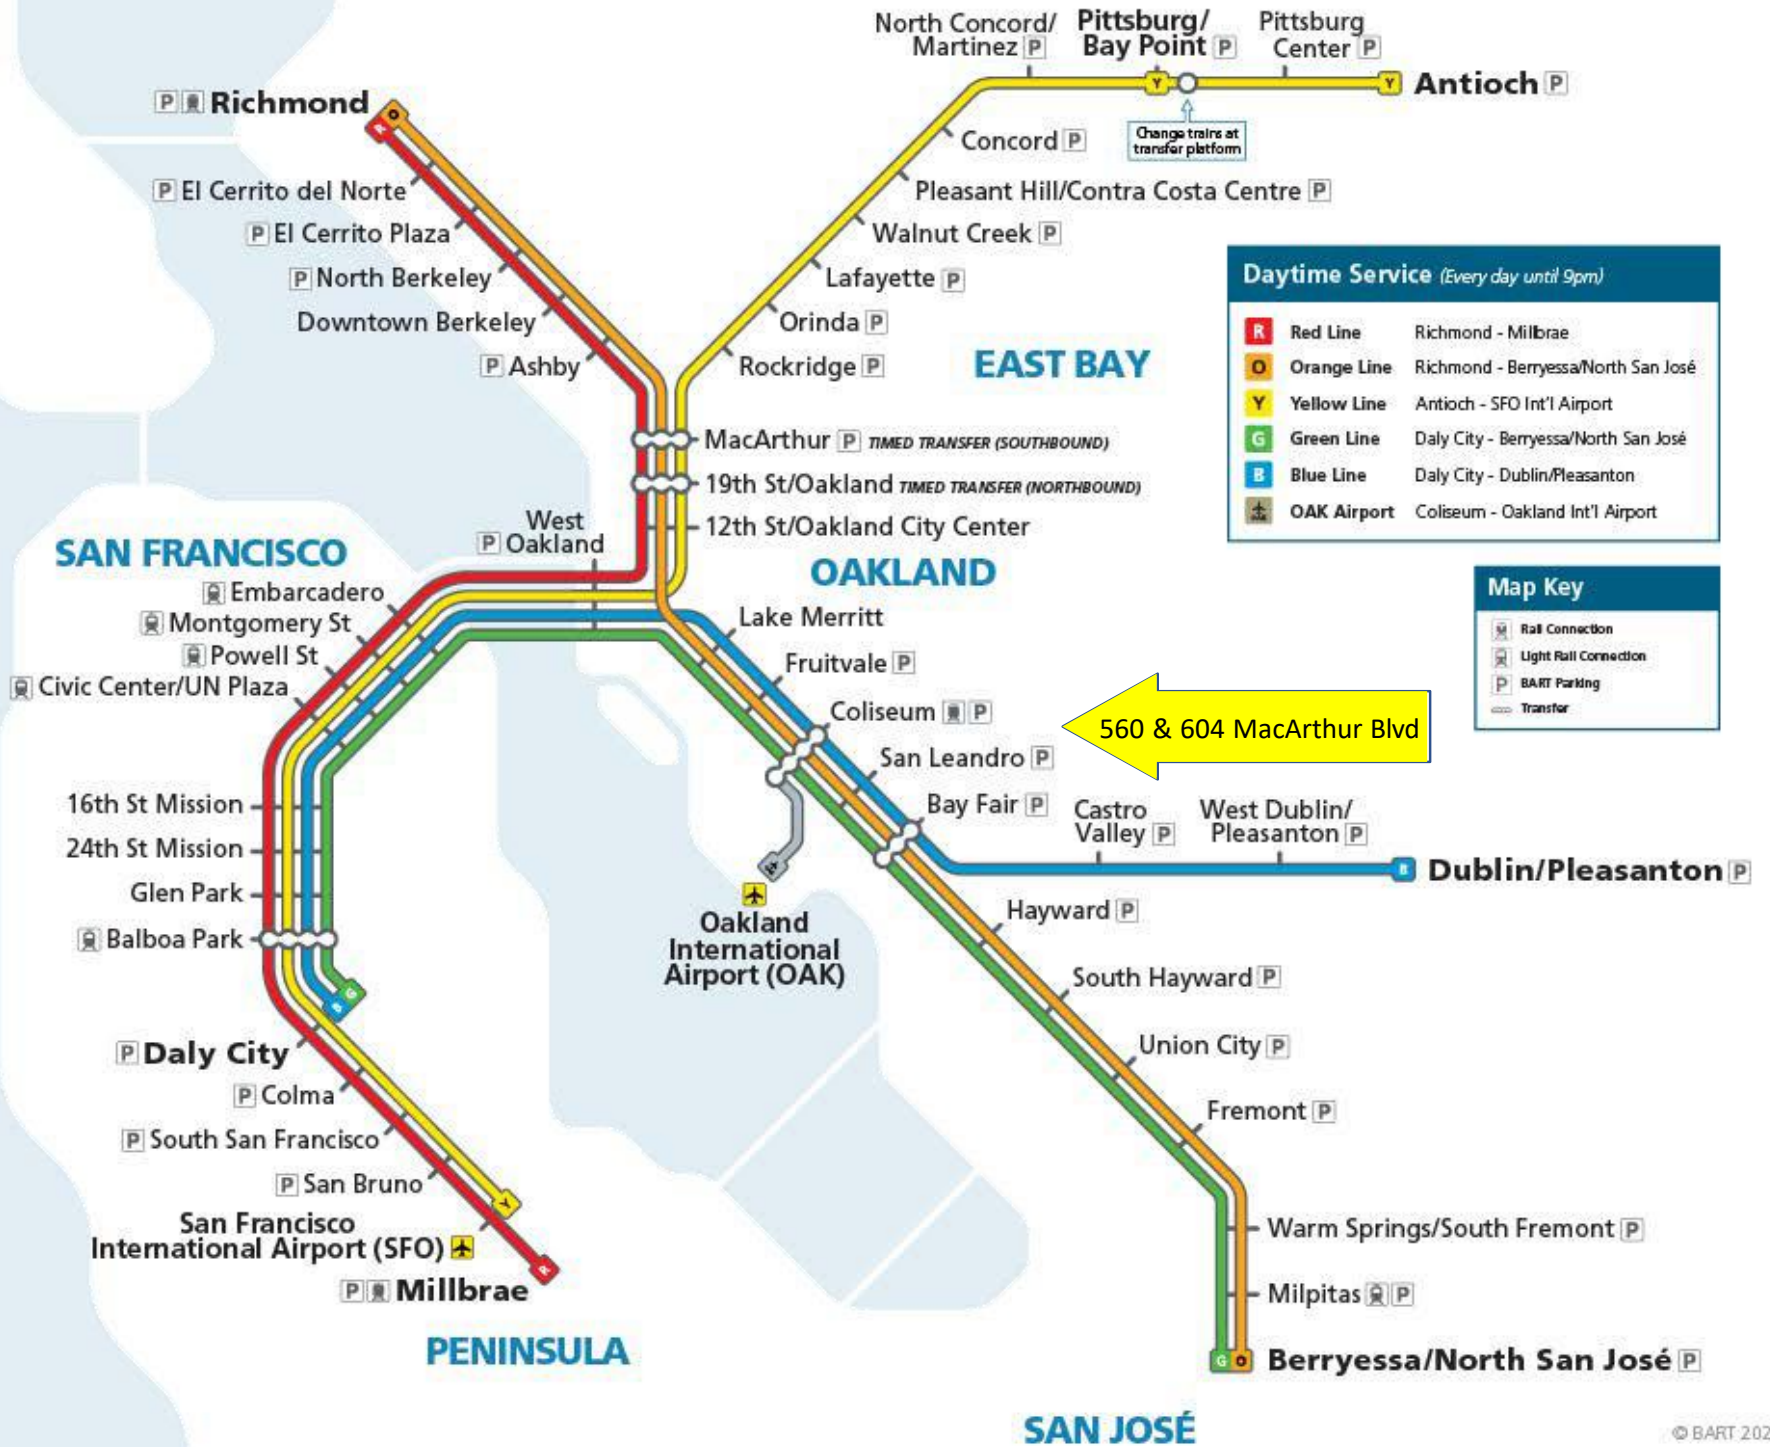 North Concord/
Martinez P
Pittsburg/
Bay Point P
Pittsburg
Center P
Y
Y
Antioch P
Change trains at
transfer platform
P Richmond
O
R
Concord P
P El Cerrito del Norte
Pleasant Hill/Contra Costa Centre P
P El Cerrito Plaza
Walnut Creek P
P North Berkeley
Lafayette P
Downtown Berkeley
Orinda P
P Ashby
Rockridge P
EAST BAY
Daytime Service (Every day until 9pm)
R Red Line Richmond - Millbrae
O Orange Line Richmond - Berryessa/North San José
Y Yellow Line Antioch - SFO Int'l Airport
G Green Line Daly City - Berryessa/North San José
B Blue Line Daly City - Dublin/Pleasanton
OAK Airport Coliseum - Oakland Int'l Airport
MacArthur P TIMED TRANSFER (SOUTHBOUND)
19th St/Oakland TIMED TRANSFER (NORTHBOUND)
12th St/Oakland City Center
West
P Oakland
SAN FRANCISCO
OAKLAND
Embarcadero
Montgomery St
Powell St
Civic Center/UN Plaza
Lake Merritt
Fruitvale P
Coliseum P
San Leandro P
Bay Fair P
560 & 604 MacArthur Blvd
Map Key
Rail Connection
Light Rail Connection
P BART Parking
Transfer
Castro
Valley P
West Dublin/
Pleasanton P
B
Dublin/Pleasanton P
16th St Mission
24th St Mission
Glen Park
Balboa Park
G
B
Oakland
International
Airport (OAK)
Hayward P
South Hayward P
Union City P
Fremont P
P Daly City
P Colma
P South San Francisco
P San Bruno
Y
San Francisco
International Airport (SFO)
R
P Millbrae
Warm Springs/South Fremont P
Milpitas P
G O
Berryessa/North San José P
PENINSULA
SAN JOSÉ
© BART 202